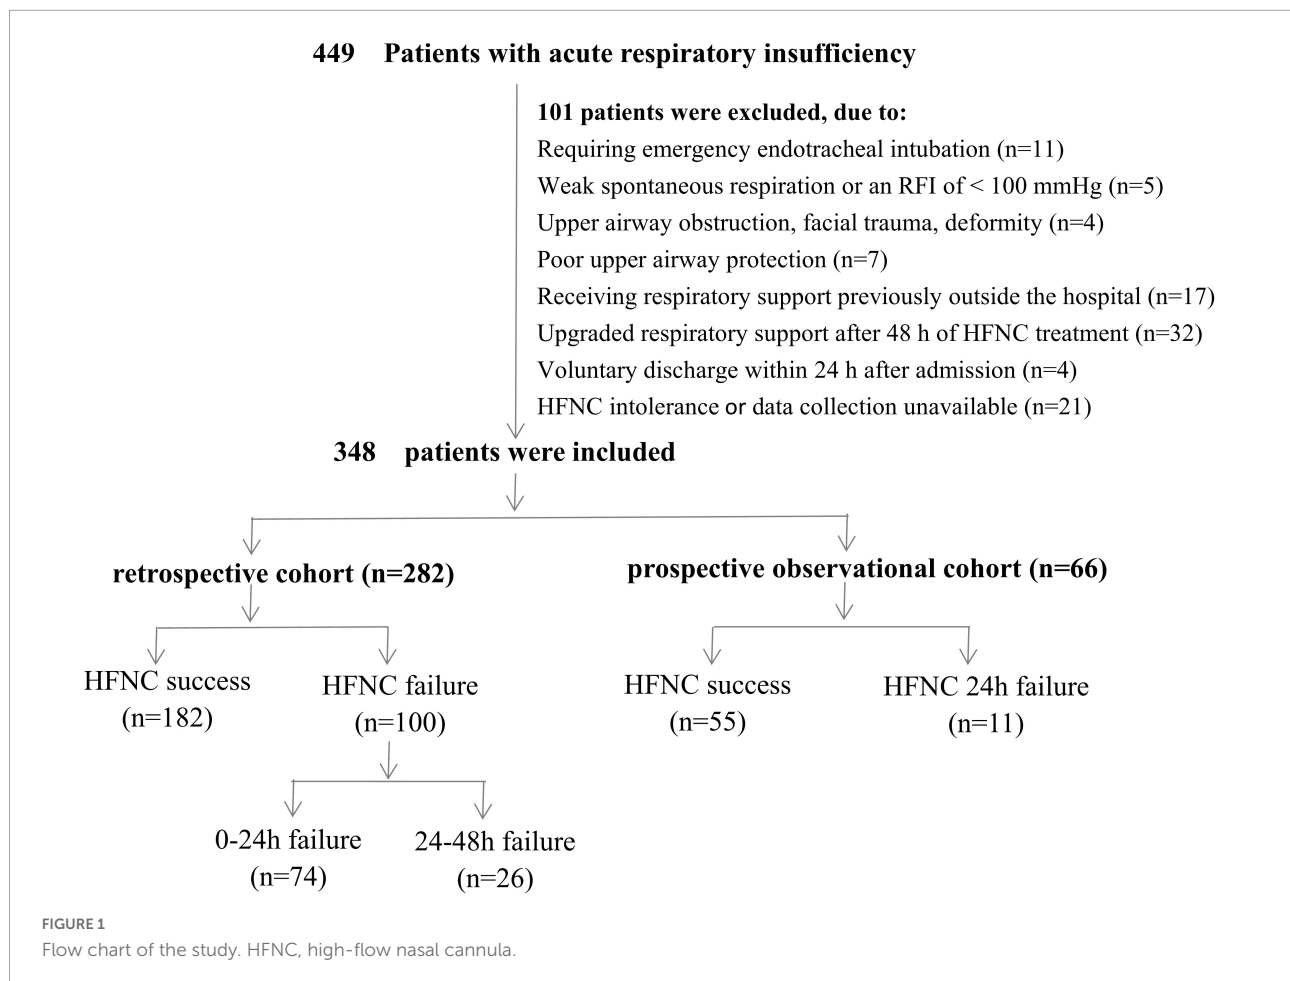 449 Patients with acute respiratory insufficiency
101 patients were excluded, due to:
Requiring emergency endotracheal intubation (n=11)
Weak spontaneous respiration or an RFI of < 100 mmHg (n=5)
Upper airway obstruction, facial trauma, deformity (n=4)
Poor upper airway protection (n=7)
Receiving respiratory support previously outside the hospital (n=17)
Upgraded respiratory support after 48 h of HFNC treatment (n=32)
Voluntary discharge within 24 h after admission (n=4)
HFNC intolerance or data collection unavailable (n=21)
348 patients were included
retrospective cohort (n=282)
prospective observational cohort (n=66)
HFNC success
(n=182)
HFNC failure
(n=100)
HFNC success
(n=55)
HFNC 24h failure
(n=11)
0-24h failure
(n=74)
24-48h failure
(n=26)
FIGURE 1
Flow chart of the study. HFNC, high-flow nasal cannula.